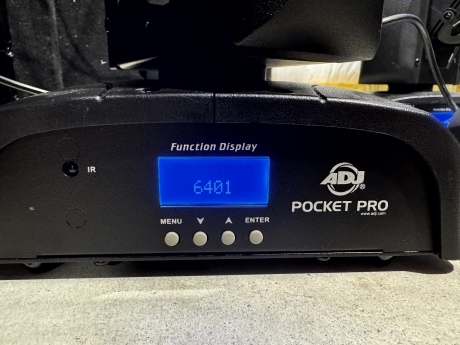 Function Display
IR
6401
ADJ®
POCKET PRO
www.adj.com
MENU ENTER